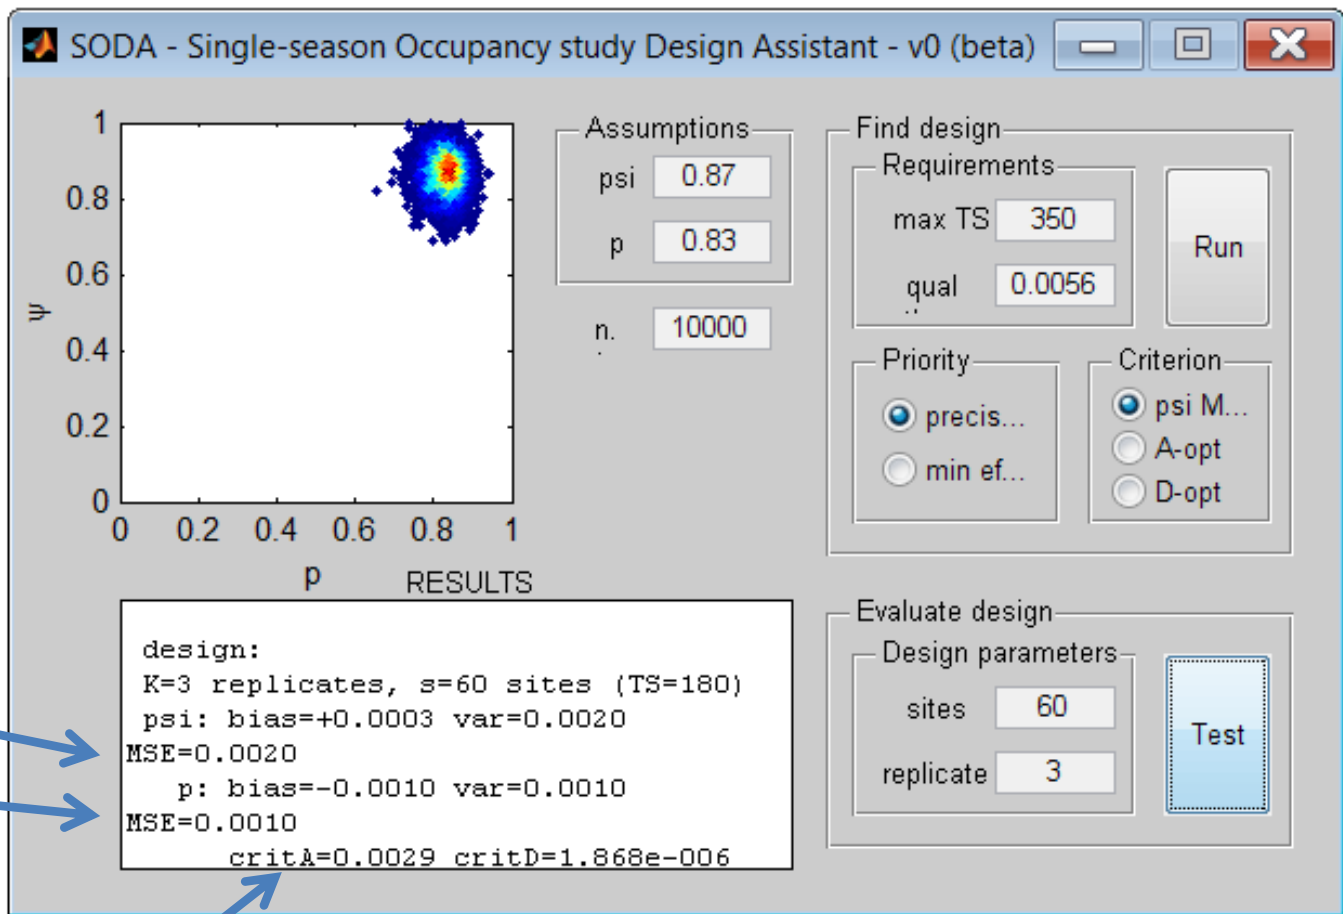 SODA - Single-season Occupancy study Design Assistant - v0 (beta)
1
0.8
0.6
0.4
0.2
0
ψ
0 0.2 0.4 0.6 0.8 1
p
Assumptions
psi 0.87
p 0.83
n. 10000
Find design
Requirements
max TS 350
qual 0.0056
Run
Priority
precis...
min ef...
Criterion
psi M...
A-opt
D-opt
RESULTS
design:
K=3 replicates, s=60 sites (TS=180)
psi: bias=+0.0003 var=0.0020
MSE=0.0020
p: bias=-0.0010 var=0.0010
MSE=0.0010
critA=0.0029 critD=1.868e-006
Evaluate design
Design parameters
sites 60
replicate 3
Test